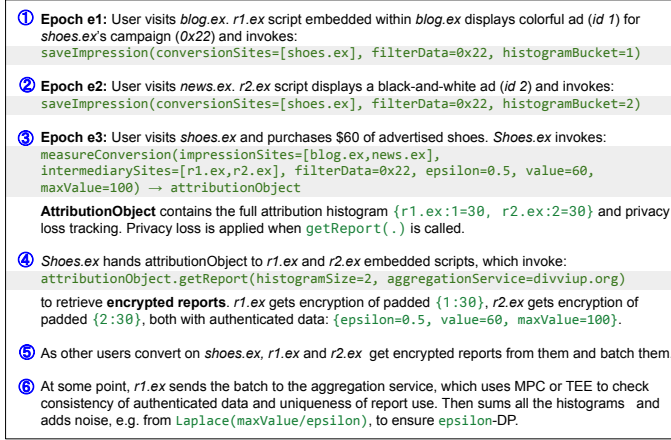 ① Epoch e1: User visits blog.ex. r1.ex script embedded within blog.ex displays colorful ad (id 1) for
shoes.ex's campaign (0x22) and invokes:
saveImpression(conversionSites=[shoes.ex], filterData=0x22, histogramBucket=1)
② Epoch e2: User visits news.ex. r2.ex script displays a black-and-white ad (id 2) and invokes:
saveImpression(conversionSites=[shoes.ex], filterData=0x22, histogramBucket=2)
③ Epoch e3: User visits shoes.ex and purchases $60 of advertised shoes. Shoes.ex invokes:
measureConversion(impressionSites=[blog.ex,news.ex],
intermediarySites=[r1.ex,r2.ex], filterData=0x22, epsilon=0.5, value=60,
maxValue=100) → attributionObject
AttributionObject contains the full attribution histogram {r1.ex:1=30, r2.ex:2=30} and privacy
loss tracking. Privacy loss is applied when getReport(.) is called.
④ Shoes.ex hands attributionObject to r1.ex and r2.ex embedded scripts, which invoke:
attributionObject.getReport(histogramSize=2, aggregationService=divviup.org)
to retrieve encrypted reports. r1.ex gets encryption of padded {1:30}, r2.ex gets encryption of
padded {2:30}, both with authenticated data: {epsilon=0.5, value=60, maxValue=100}.
⑤ As other users convert on shoes.ex, r1.ex and r2.ex get encrypted reports from them and batch them
⑥ At some point, r1.ex sends the batch to the aggregation service, which uses MPC or TEE to check
consistency of authenticated data and uniqueness of report use. Then sums all the histograms and
adds noise, e.g. from Laplace(maxValue/epsilon), to ensure epsilon-DP.